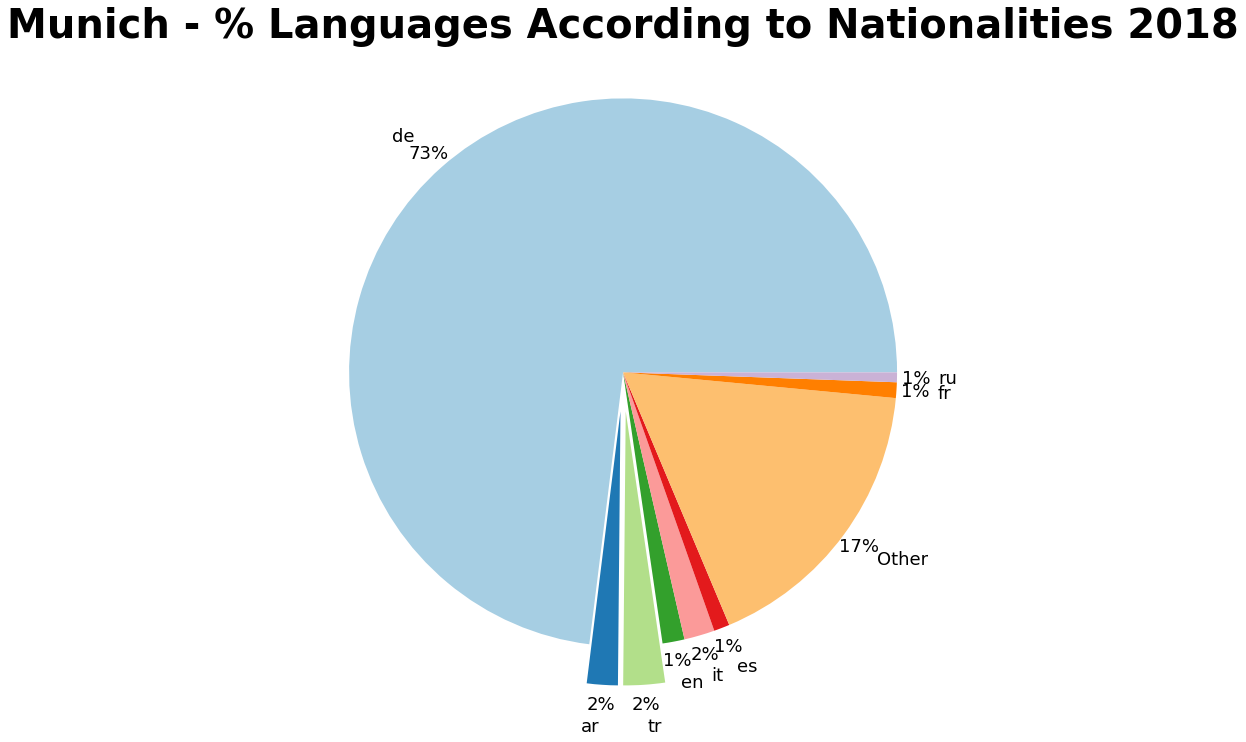 Munich - % Languages According to Nationalities 2018
de
73%
1% ru
1% fr
17%
Other
1%
es
2%
it
1%
en
2%
tr
2%
ar